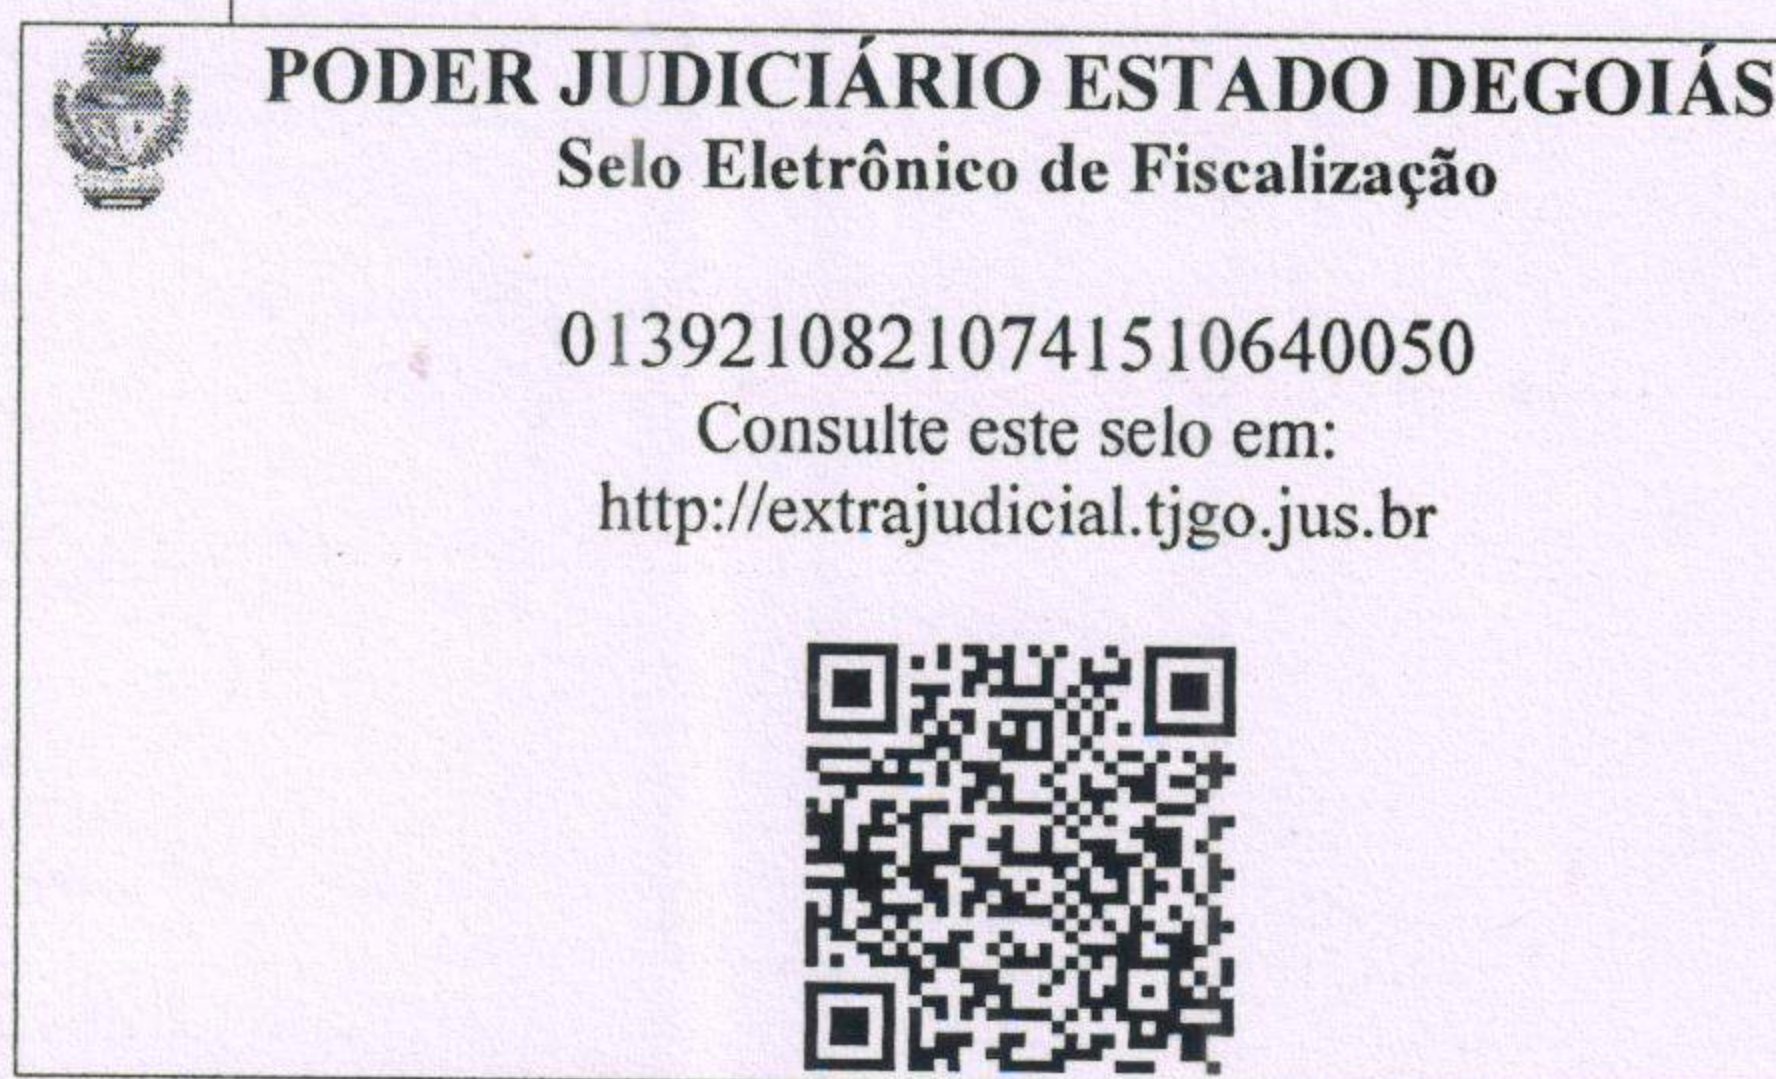 PODER JUDICIÁRIO ESTADO DEGOIÁS
Selo Eletrônico de Fiscalização
01392108210741510640050
Consulte este selo em:
http://extrajudicial.tjgo.jus.br